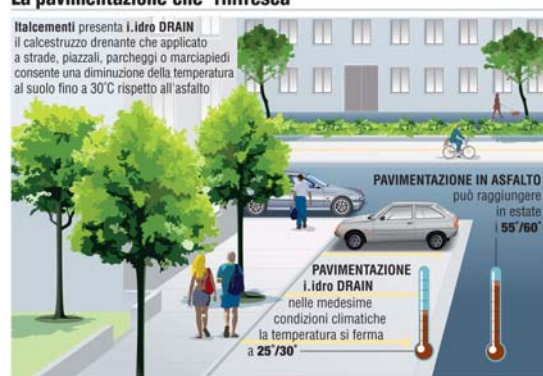 La pavimentazione che "rinfresca"
Italcementi presenta i.idro DRAIN
il calcestruzzo drenante che applicato
a strade, piazzali, parcheggi o marciapiedi
consente una diminuzione della temperatura
al suolo fino a 30°C rispetto all'asfalto
PAVIMENTAZIONE IN ASFALTO
può raggiungere
in estate
i 55°/60°
PAVIMENTAZIONE
i.idro DRAIN
nelle medesime
condizioni climatiche
la temperatura si ferma
a 25°/30°